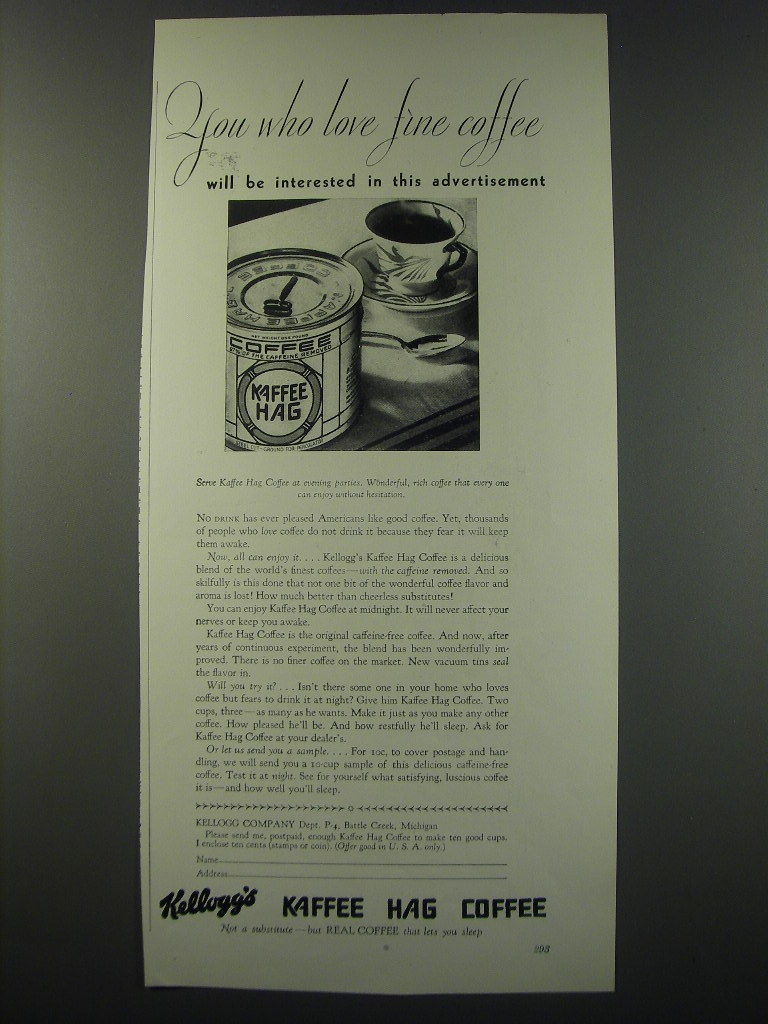 You who love fine coffee
will be interested in this advertisement
NET WEIGHT ONE POUND
COFFEE
97% OF THE CAFFEINE REMOVED
KAFFEE
HAG
GROUND FOR PERCOLATOR
Serve Kaffee Hag Coffee at evening parties. Wonderful, rich coffee that every one
can enjoy without hesitation.
NO DRINK has ever pleased Americans like good coffee. Yet, thousands
of people who love coffee do not drink it because they fear it will keep
them awake.
Now, all can enjoy it. . . . Kellogg's Kaffee Hag Coffee is a delicious
blend of the world's finest coffees—with the caffeine removed. And so
skilfully is this done that not one bit of the wonderful coffee flavor and
aroma is lost! How much better than cheerless substitutes!
You can enjoy Kaffee Hag Coffee at midnight. It will never affect your
nerves or keep you awake.
Kaffee Hag Coffee is the original caffeine-free coffee. And now, after
years of continuous experiment, the blend has been wonderfully im-
proved. There is no finer coffee on the market. New vacuum tins seal
the flavor in.
Will you try it? . . . Isn't there some one in your home who loves
coffee but fears to drink it at night? Give him Kaffee Hag Coffee. Two
cups, three—as many as he wants. Make it just as you make any other
coffee. How pleased he'll be. And how restfully he'll sleep. Ask for
Kaffee Hag Coffee at your dealer's.
Or let us send you a sample. . . . For 10c, to cover postage and han-
dling, we will send you a 10-cup sample of this delicious caffeine-free
coffee. Test it at night. See for yourself what satisfying, luscious coffee
it is—and how well you'll sleep.
KELLOGG COMPANY Dept. P-4, Battle Creek, Michigan
Please send me, postpaid, enough Kaffee Hag Coffee to make ten good cups.
I enclose ten cents (stamps or coin). (Offer good in U. S. A. only.)
Name
Address
Kellogg's KAFFEE HAG COFFEE
Not a substitute—but REAL COFFEE that lets you sleep
293